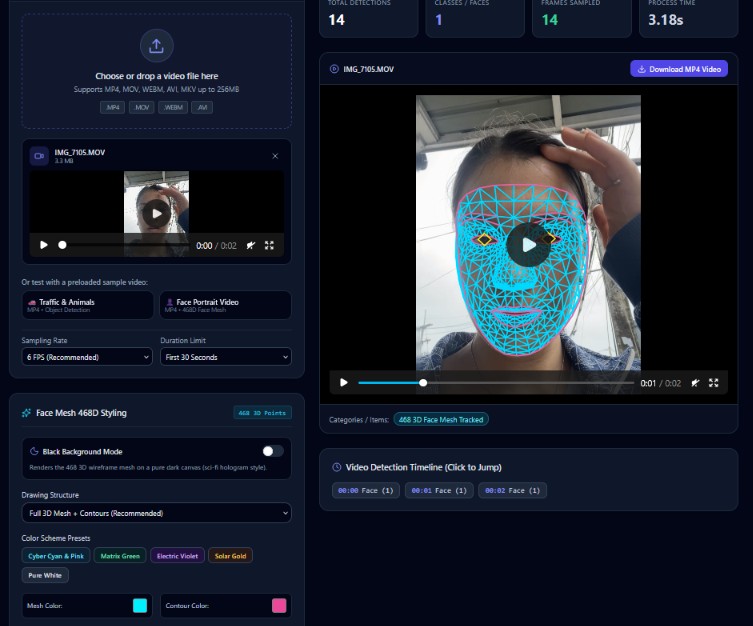 Choose or drop a video file here
Supports MP4, MOV, WEBM, AVI, MKV up to 256MB
.MP4 .MOV .WEBM .AVI
IMG_7105.MOV
3.3 MB
0:00 / 0:02
Or test with a preloaded sample video:
Traffic & Animals
MP4 • Object Detection
Face Portrait Video
MP4 • 468D Face Mesh
Sampling Rate
6 FPS (Recommended)
Duration Limit
First 30 Seconds
Face Mesh 468D Styling
468 3D Points
Black Background Mode
Renders the 468 3D wireframe mesh on a pure dark canvas (sci-fi hologram style).
Drawing Structure
Full 3D Mesh + Contours (Recommended)
Color Scheme Presets
Cyber Cyan & Pink Matrix Green Electric Violet Solar Gold
Pure White
Mesh Color:
Contour Color:
TOTAL DETECTIONS
14
CLASSES / FACES
1
FRAMES SAMPLED
14
PROCESS TIME
3.18s
IMG_7105.MOV
Download MP4 Video
0:01 / 0:02
Categories / Items: 468 3D Face Mesh Tracked
Video Detection Timeline (Click to Jump)
00:00 Face (1) 00:01 Face (1) 00:02 Face (1)